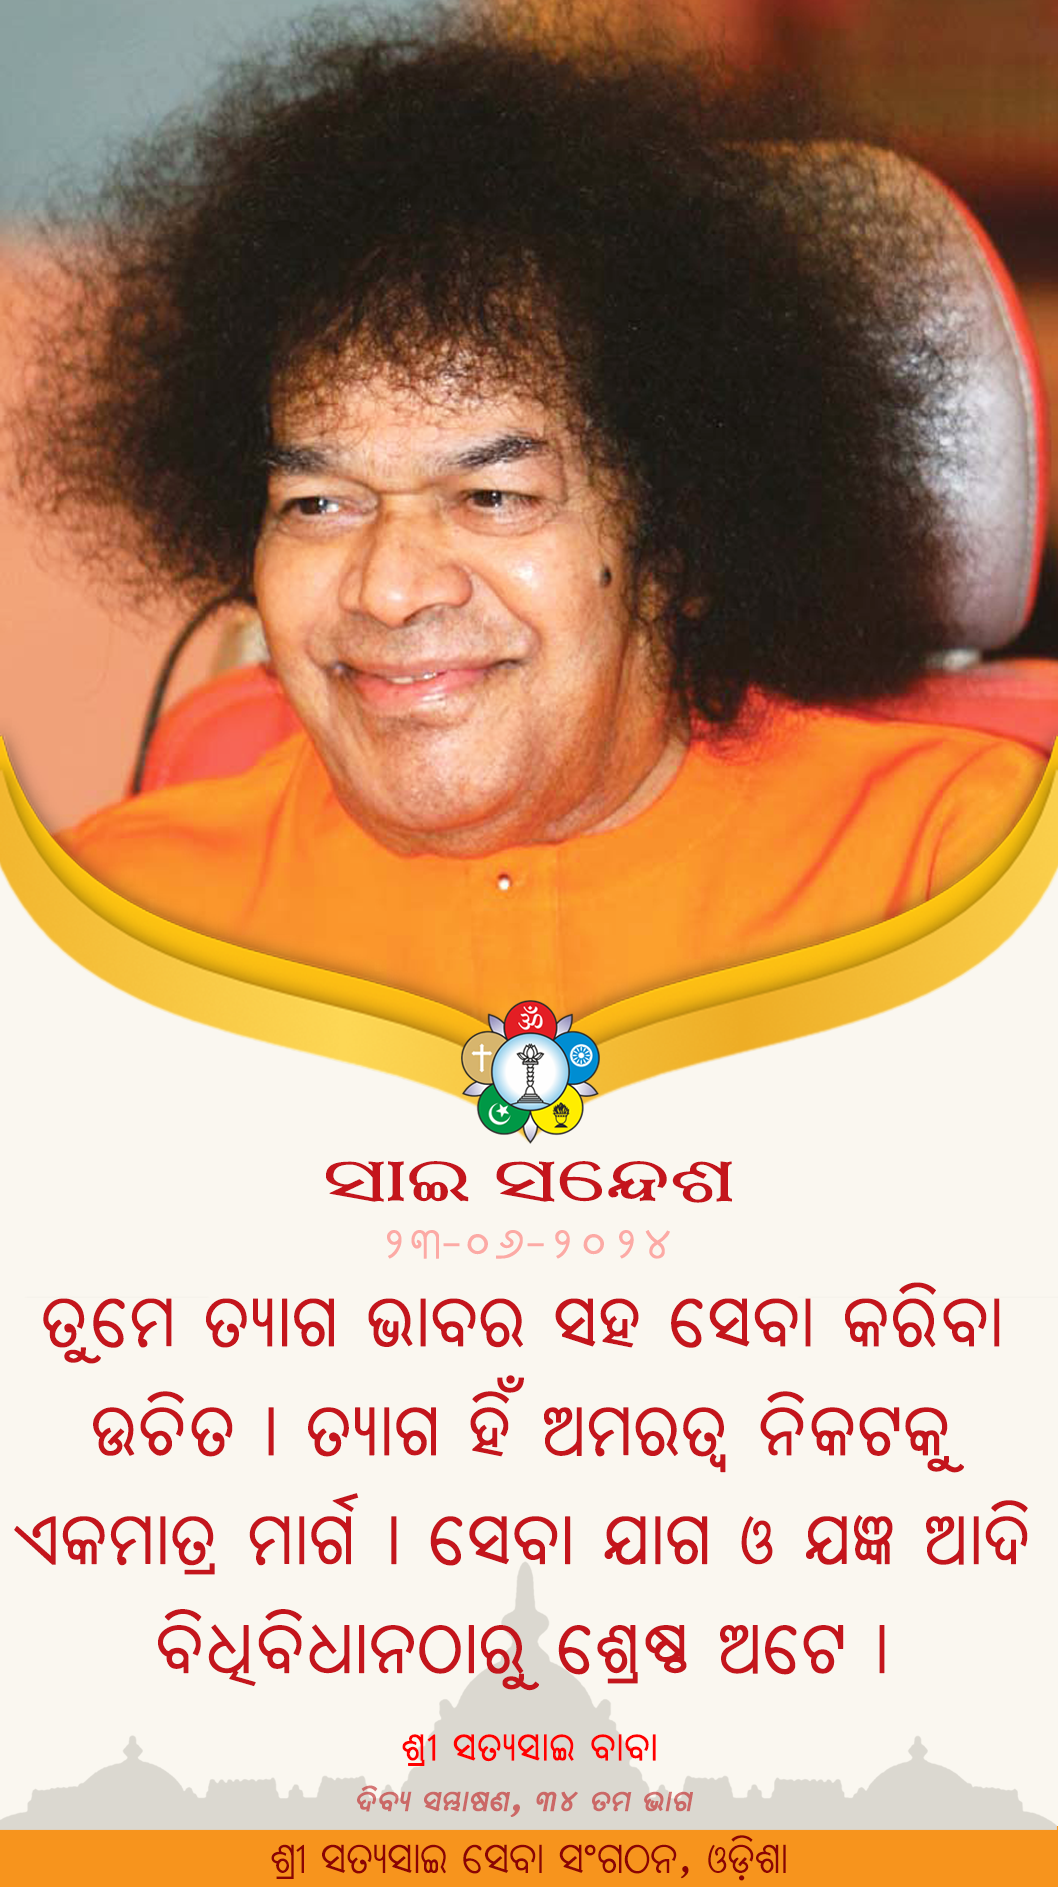 ॐ
ସାଇ ସନ୍ଦେଶ
୨୩-୦୬-୨୦୨୪
ତୁମେ ତ୍ୟାଗ ଭାବର ସହ ସେବା କରିବା
ଉଚିତ । ତ୍ୟାଗ ହିଁ ଅମରତ୍ୱ ନିକଟକୁ
ଏକମାତ୍ର ମାର୍ଗ । ସେବା ଯାଗ ଓ ଯଜ୍ଞ ଆଦି
ବିଧିବିଧାନଠାରୁ ଶ୍ରେଷ୍ଠ ଅଟେ ।
ଶ୍ରୀ ସତ୍ୟସାଇ ବାବା
ଦିବ୍ୟ ସମ୍ଭାଷଣ, ୩୪ ତମ ଭାଗ
ଶ୍ରୀ ସତ୍ୟସାଇ ସେବା ସଂଗଠନ, ଓଡ଼ିଶା